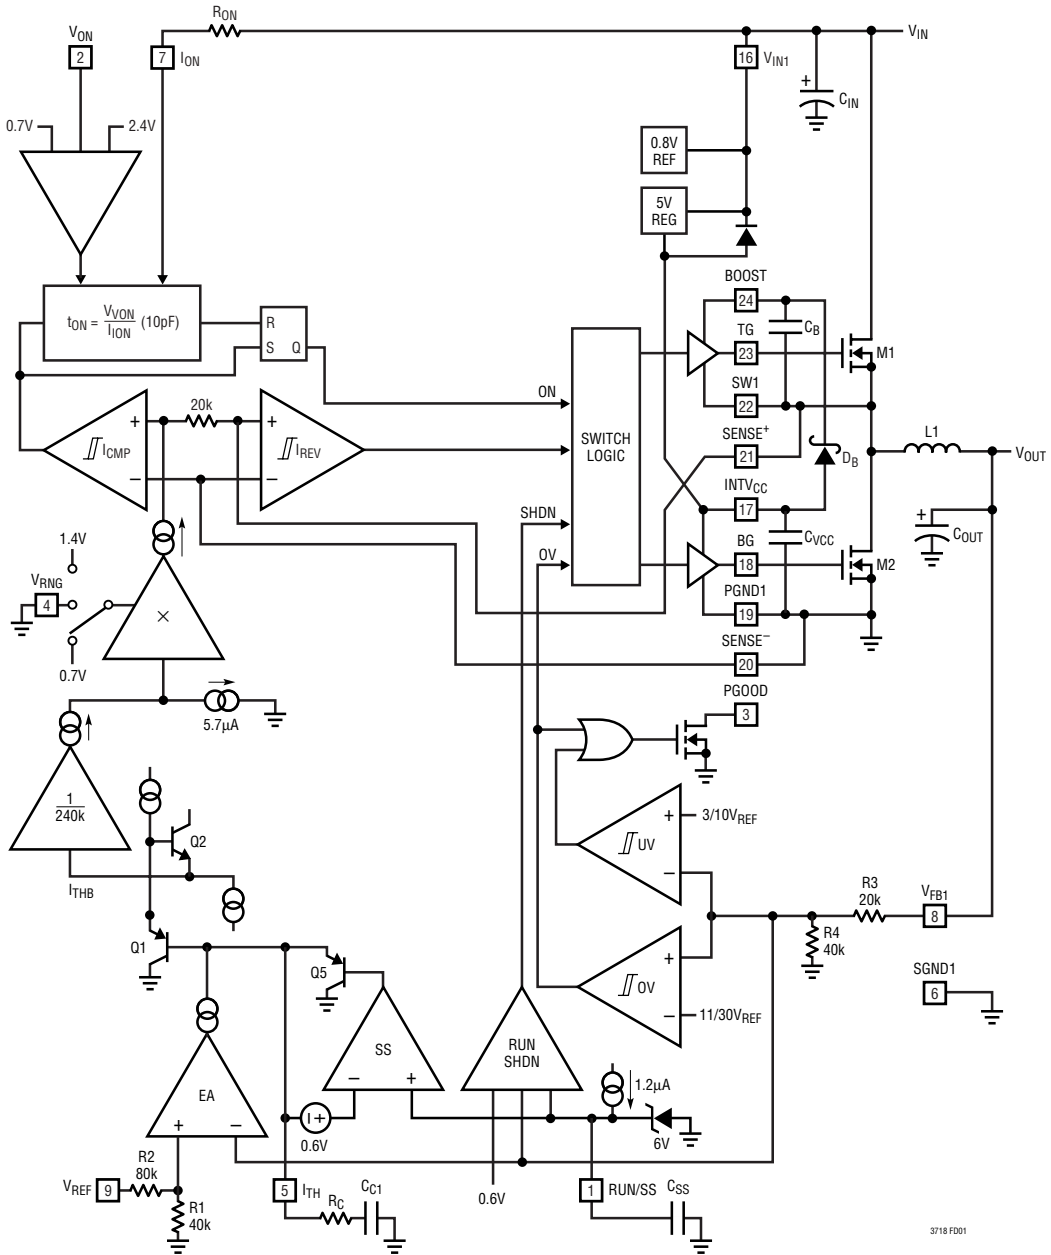 R_ON
V_ON
2
7
I_ON
V_IN
16
V_IN1
+
C_IN
0.7V
2.4V
0.8V
REF
5V
REG
t_ON = V_VON / I_ION (10pF)
R
S Q
BOOST
24
C_B
TG
23
M1
SW1
22
ON
20k
+
−
I_CMP
+
−
I_REV
SWITCH
LOGIC
SENSE+
21
D_B
L1
V_OUT
INTV_CC
17
SHDN
C_VCC
+
C_OUT
OV
BG
18
M2
1.4V
V_RNG
4
×
0.7V
PGND1
19
SENSE−
20
5.7µA
PGOOD
3
1
240k
Q2
I_THB
+
−
UV
3/10V_REF
R3
20k
V_FB1
8
R4
40k
Q1
Q5
+
−
OV
11/30V_REF
SGND1
6
SS
−
+
RUN
SHDN
1.2µA
6V
EA
+
−
− +
0.6V
R2
80k
V_REF
9
R1
40k
5
I_TH
R_C
C_C1
0.6V
1
RUN/SS
C_SS
3718 FD01